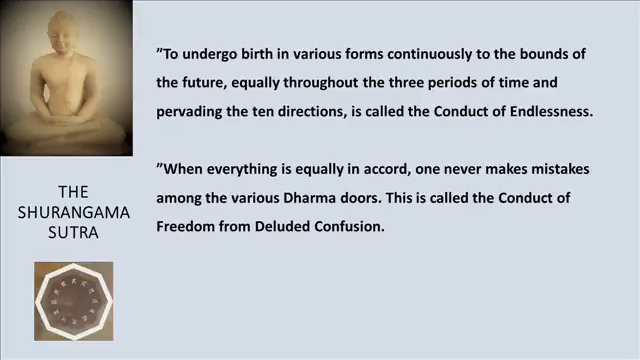 ”To undergo birth in various forms continuously to the bounds of
the future, equally throughout the three periods of time and
pervading the ten directions, is called the Conduct of Endlessness.
”When everything is equally in accord, one never makes mistakes
among the various Dharma doors. This is called the Conduct of
Freedom from Deluded Confusion.
THE
SHURANGAMA
SUTRA